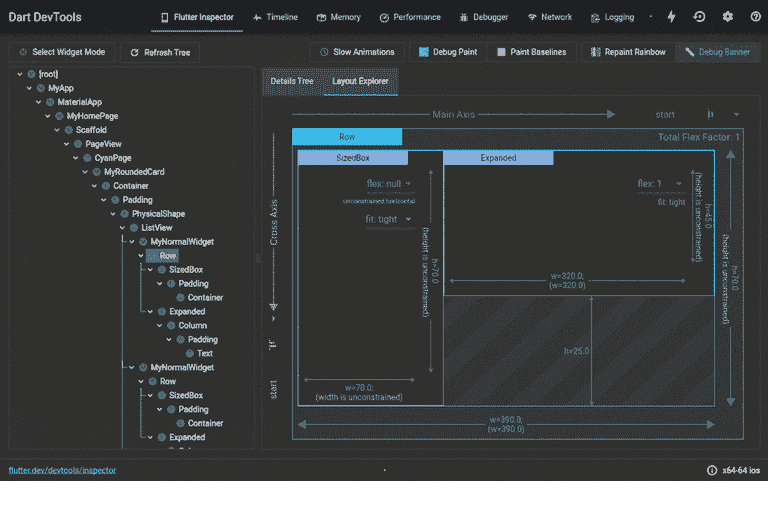 Dart DevTools
Flutter Inspector
Timeline
Memory
Performance
Debugger
Network
Logging
Select Widget Mode
Refresh Tree
Slow Animations
Debug Paint
Paint Baselines
Repaint Rainbow
Debug Banner
[root]
MyApp
MaterialApp
MyHomePage
Scaffold
PageView
CyanPage
MyRoundedCard
Container
Padding
PhysicalShape
ListView
MyNormalWidget
Row
SizedBox
Padding
Container
Expanded
Column
Padding
Text
MyNormalWidget
Row
SizedBox
Padding
Container
Expanded
Details Tree
Layout Explorer
Main Axis
start
Cross Axis
start
Row
Total Flex Factor: 1
SizedBox
flex: null
unconstrained horizontal
fit: tight
h=70.0
(height is unconstrained)
w=70.0;
(width is unconstrained)
Expanded
flex: 1
fit: tight
h=45.0
(height is unconstrained)
w=320.0;
(w=320.0)
h=25.0
h=70.0
(height is unconstrained)
w=390.0;
(w=390.0)
flutter.dev/devtools/inspector
x64-64 ios